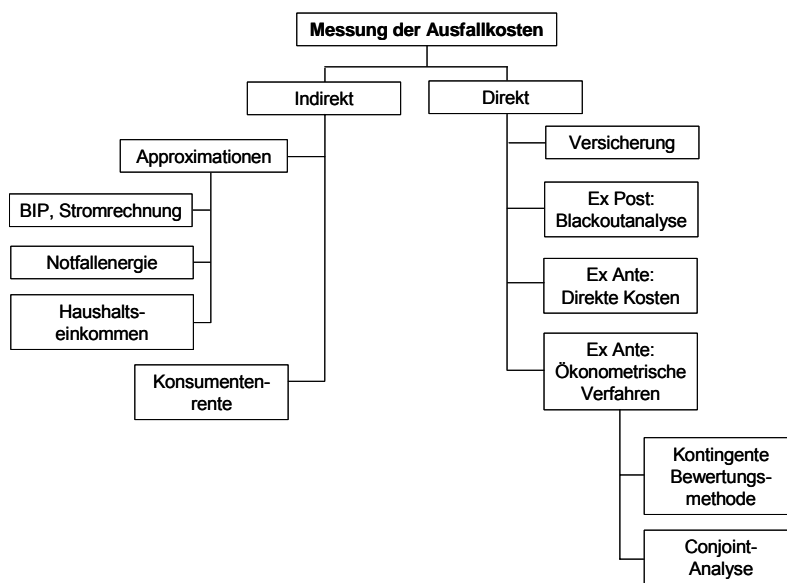 Messung der Ausfallkosten
Indirekt
Direkt
Approximationen
BIP, Stromrechnung
Notfallenergie
Haushalts-
einkommen
Konsumenten-
rente
Versicherung
Ex Post:
Blackoutanalyse
Ex Ante:
Direkte Kosten
Ex Ante:
Ökonometrische
Verfahren
Kontingente
Bewertungs-
methode
Conjoint-
Analyse